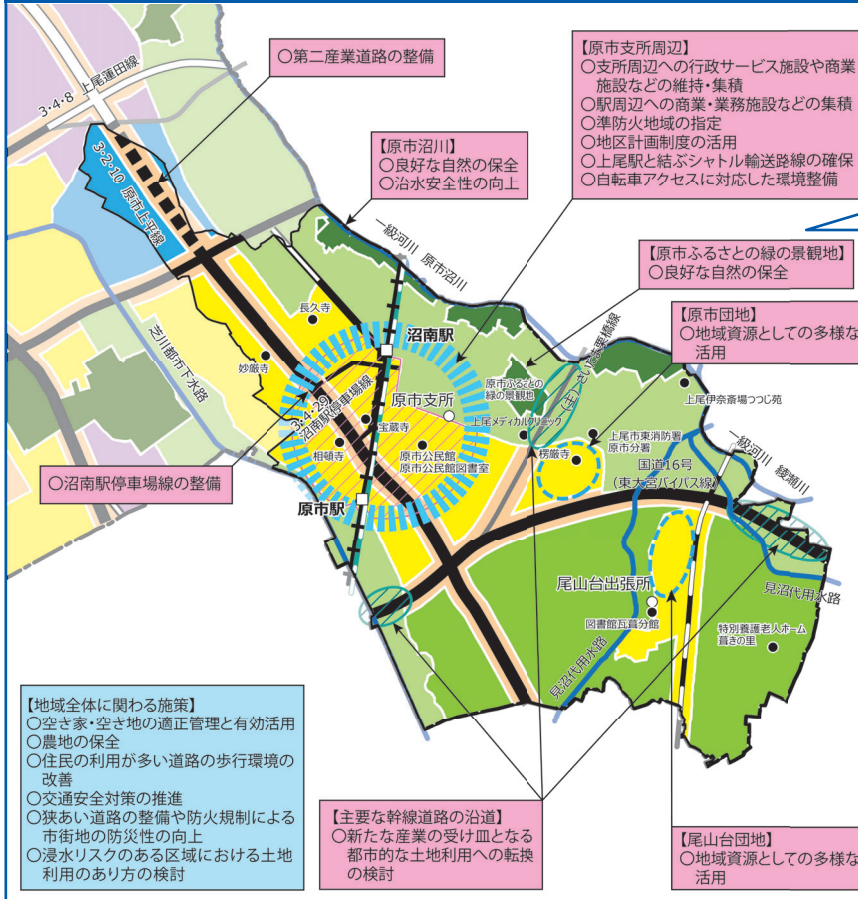 ○第二産業道路の整備
【原市支所周辺】
○支所周辺への行政サービス施設や商業
施設などの維持・集積
○駅周辺への商業・業務施設などの集積
○準防火地域の指定
○地区計画制度の活用
○上尾駅と結ぶシャトル輸送路線の確保
○自転車アクセスに対応した環境整備
3・4・8 上尾蓮田線
【原市沼川】
○良好な自然の保全
○治水安全性の向上
3・2・10 原市上平線
一級河川 原市沼川
【原市ふるさとの緑の景観地】
○良好な自然の保全
【原市団地】
○地域資源としての多様な
活用
長久寺
沼南駅
芝川都市下水路
妙厳寺
3・4・29
沼南駅停車場線
原市支所
宝蔵寺
相頓寺
原市公民館
原市公民館図書室
原市ふるさとの
緑の景観地
(主)さいたま栗橋線
上尾メディカルクリニック
上尾伊奈斎場つつじ苑
上尾市東消防署
原市分署
楞厳寺
国道16号
(東大宮バイパス線)
一級河川 綾瀬川
○沼南駅停車場線の整備
原市駅
見沼代用水路
尾山台出張所
図書館瓦葺分館
特別養護老人ホーム
葺きの里
見沼代用水路
【地域全体に関わる施策】
○空き家・空き地の適正管理と有効活用
○農地の保全
○住民の利用が多い道路の歩行環境の
改善
○交通安全対策の推進
○狭あい道路の整備や防火規制による
市街地の防災性の向上
○浸水リスクのある区域における土地
利用のあり方の検討
【主要な幹線道路の沿道】
○新たな産業の受け皿となる
都市的な土地利用への転換
の検討
【尾山台団地】
○地域資源としての多様な
活用